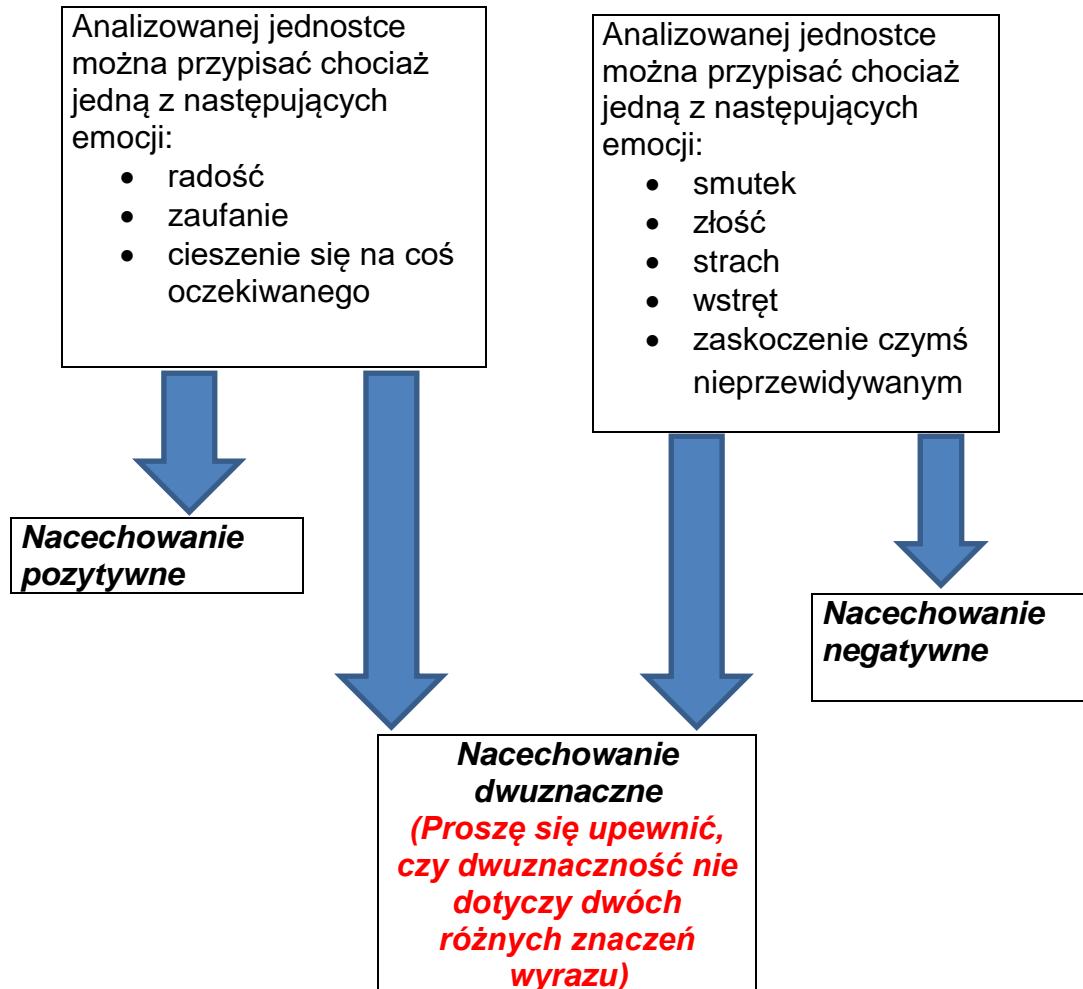 Analizowanej jednostce
można przypisać chociaż
jedną z następujących
emocji:
• radość
• zaufanie
• cieszenie się na coś
oczekiwanego
Analizowanej jednostce
można przypisać chociaż
jedną z następujących
emocji:
• smutek
• złość
• strach
• wstręt
• zaskoczenie czymś
nieprzewidywanym
Nacechowanie
pozytywne
Nacechowanie
negatywne
Nacechowanie
dwuznaczne
(Proszę się upewnić,
czy dwuznaczność nie
dotyczy dwóch
różnych znaczeń
wyrazu)